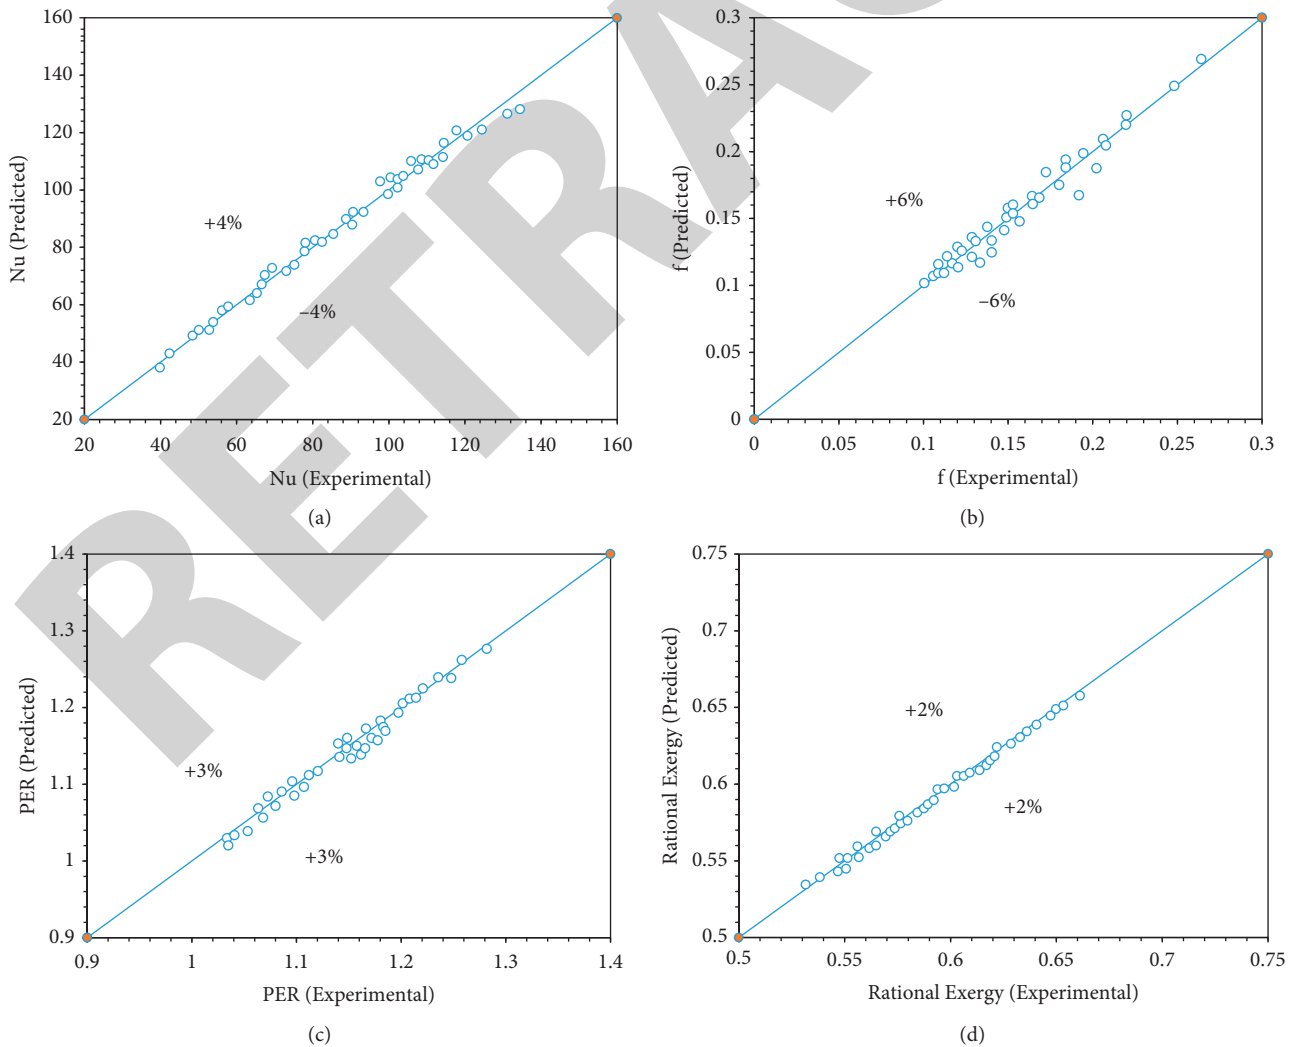 RETRAC
160
140
120
100
80
60
40
20
Nu (Predicted)
+4%
–4%
20 40 60 80 100 120 140 160
Nu (Experimental)
(a)
0.3
0.25
0.2
0.15
0.1
0.05
0
f (Predicted)
+6%
–6%
0 0.05 0.1 0.15 0.2 0.25 0.3
f (Experimental)
(b)
1.4
1.3
1.2
1.1
1
0.9
PER (Predicted)
+3%
+3%
0.9 1 1.1 1.2 1.3 1.4
PER (Experimental)
(c)
0.75
0.7
0.65
0.6
0.55
0.5
Rational Exergy (Predicted)
+2%
+2%
0.5 0.55 0.6 0.65 0.7 0.75
Rational Exergy (Experimental)
(d)